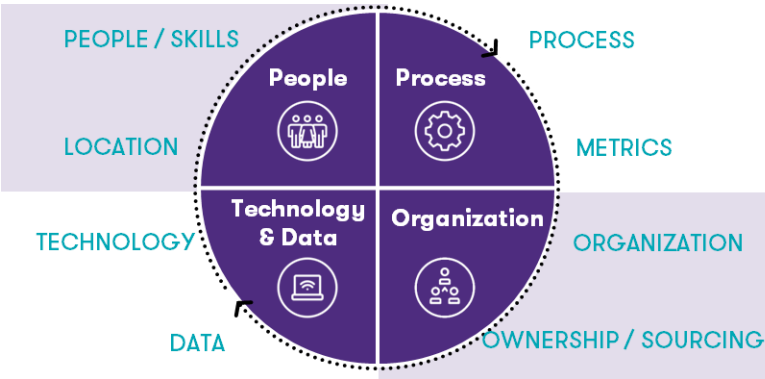 PEOPLE / SKILLS
PROCESS
People
Process
LOCATION
METRICS
Technology
& Data
Organization
TECHNOLOGY
ORGANIZATION
DATA
OWNERSHIP / SOURCING